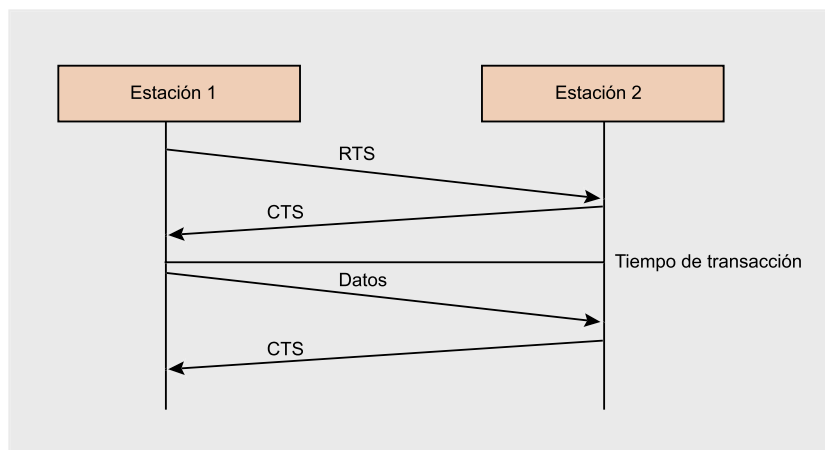 Estación 1
Estación 2
RTS
CTS
Tiempo de transacción
Datos
CTS